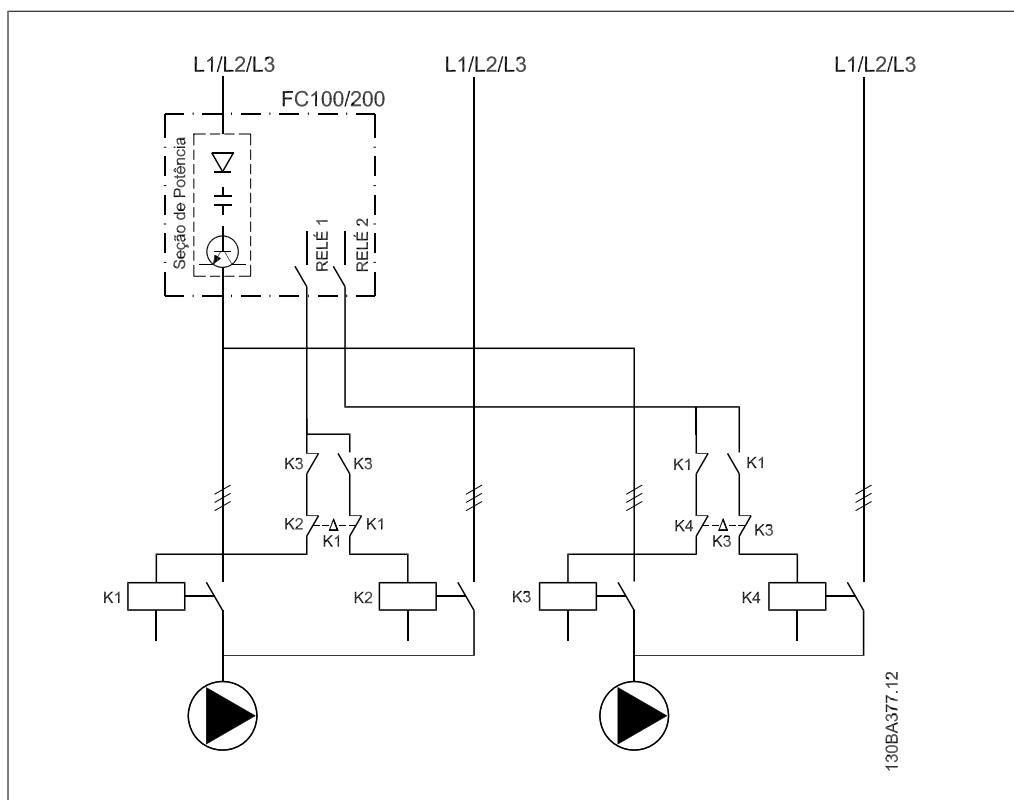 L1/L2/L3
L1/L2/L3
L1/L2/L3
FC100/200
Seção de Potência
RELÉ 1
RELÉ 2
K3
K3
K1
K1
K2
K1
K1
K4
K3
K3
K1
K2
K3
K4
130BA377.12